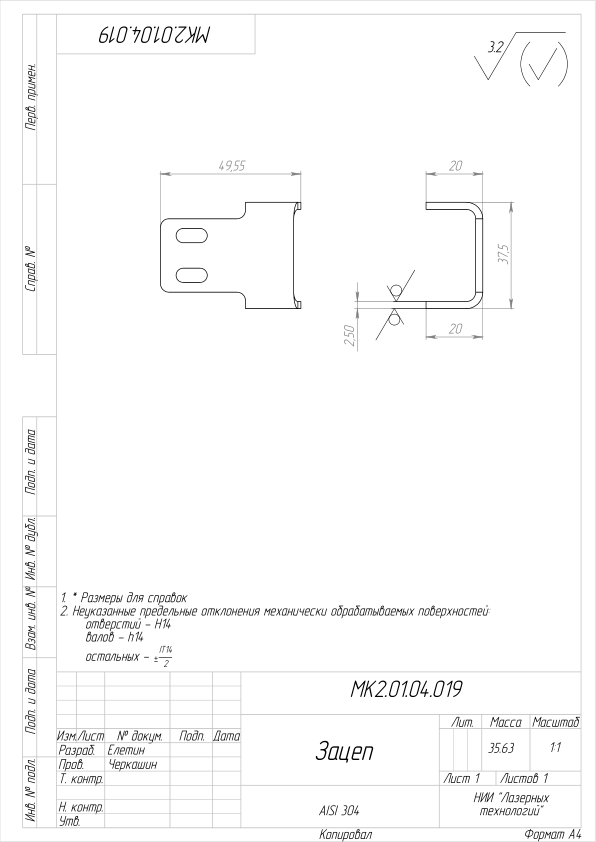 МК2.01.04.019
3.2
Перв. примен.
Справ. №
Подп. и дата
Инв. № дубл.
Взам. инв. №
Подп. и дата
Инв. № подл.
49,55
20
37,5
2,50
20
1. * Размеры для справок
2. Неуказанные предельные отклонения механически обрабатываемых поверхностей:
отверстий – H14
валов – h14
остальных – ± IT14/2
МК2.01.04.019
Изм. Лист № докум. Подп. Дата
Разраб. Елетин
Пров. Черкашин
Т. контр.
Н. контр.
Утв.
Зацеп
AISI 304
Лит. Масса Масштаб
35.63 1:1
Лист 1 Листов 1
НИИ "Лазерных
технологий"
Копировал Формат А4